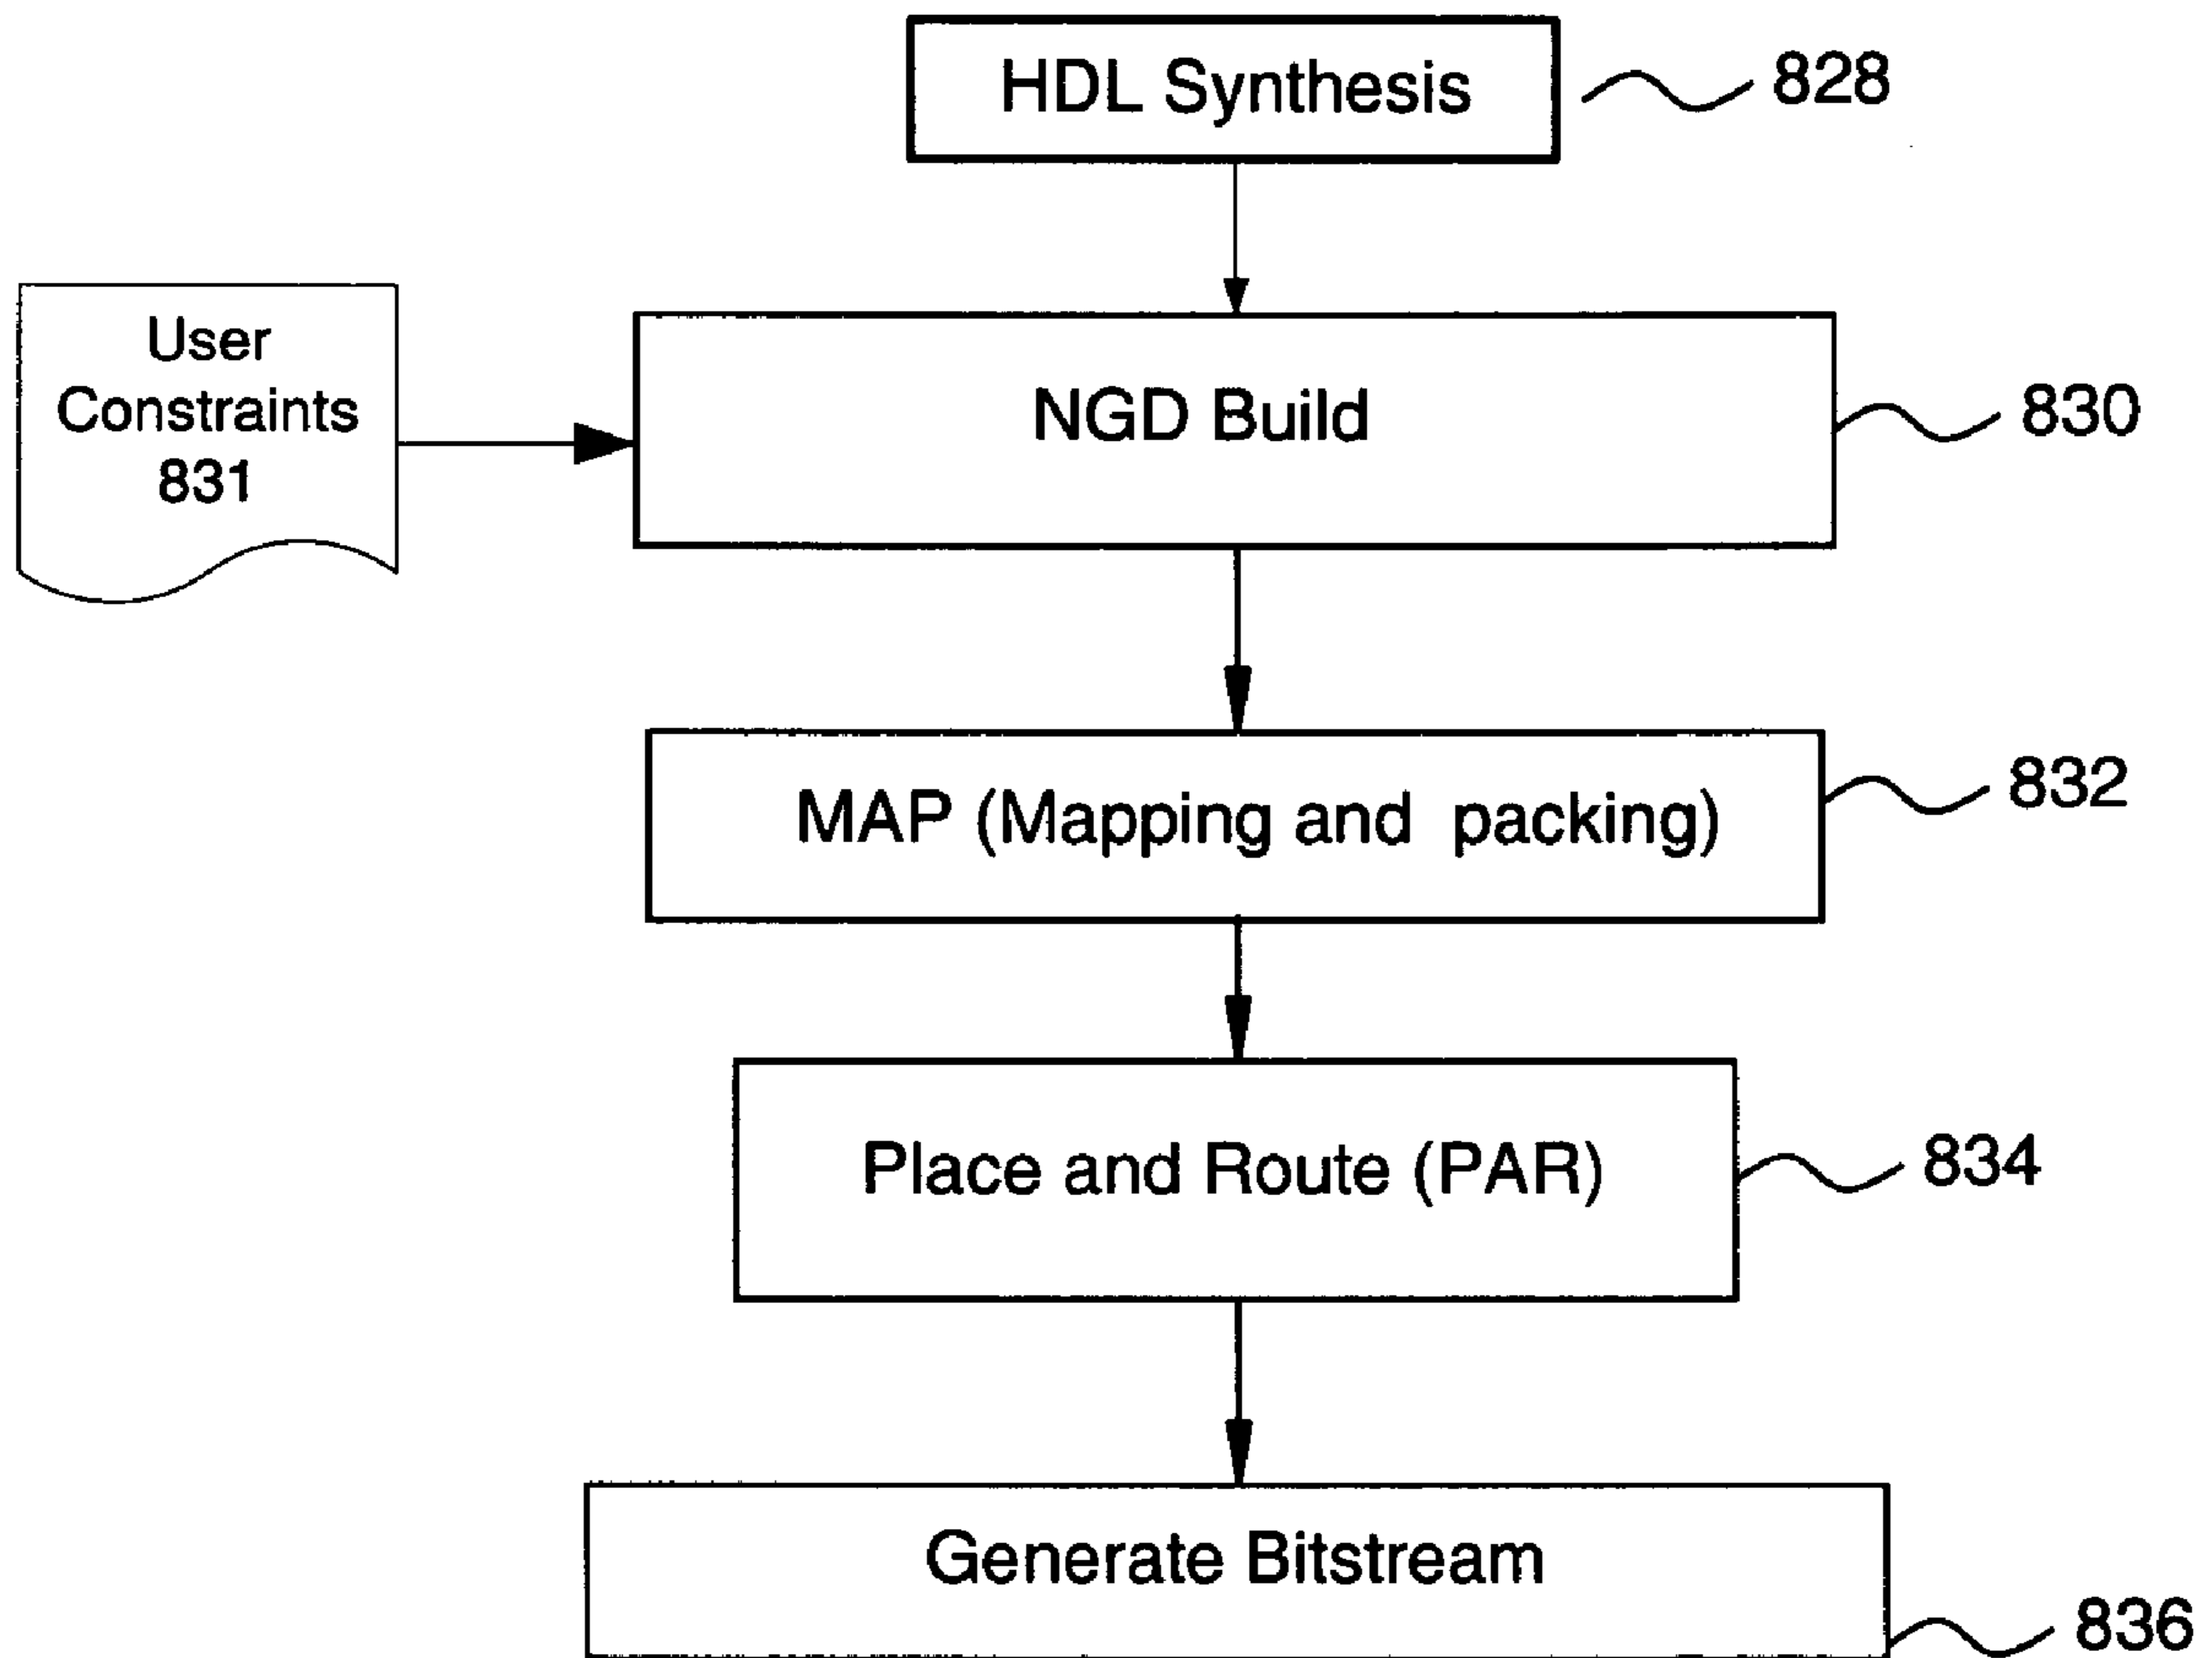 HDL Synthesis
828
User
Constraints
831
NGD Build
830
MAP (Mapping and packing)
832
Place and Route (PAR)
834
Generate Bitstream
836